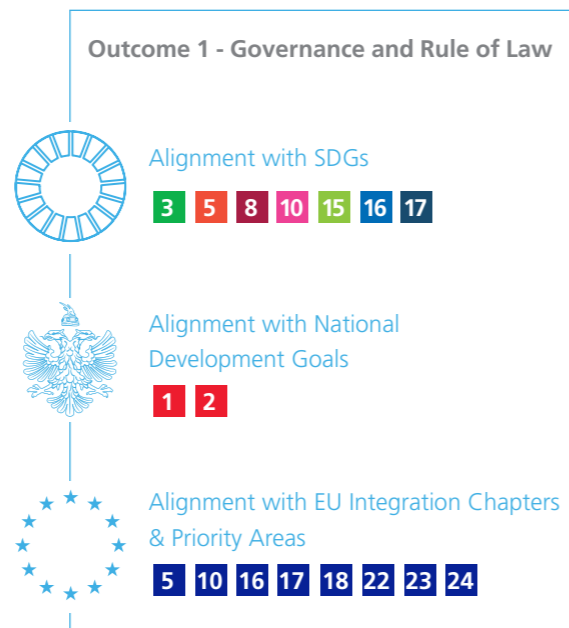 Outcome 1 - Governance and Rule of Law
Alignment with SDGs
3 5 8 10 15 16 17
Alignment with National
Development Goals
1 2
Alignment with EU Integration Chapters
& Priority Areas
5 10 16 17 18 22 23 24